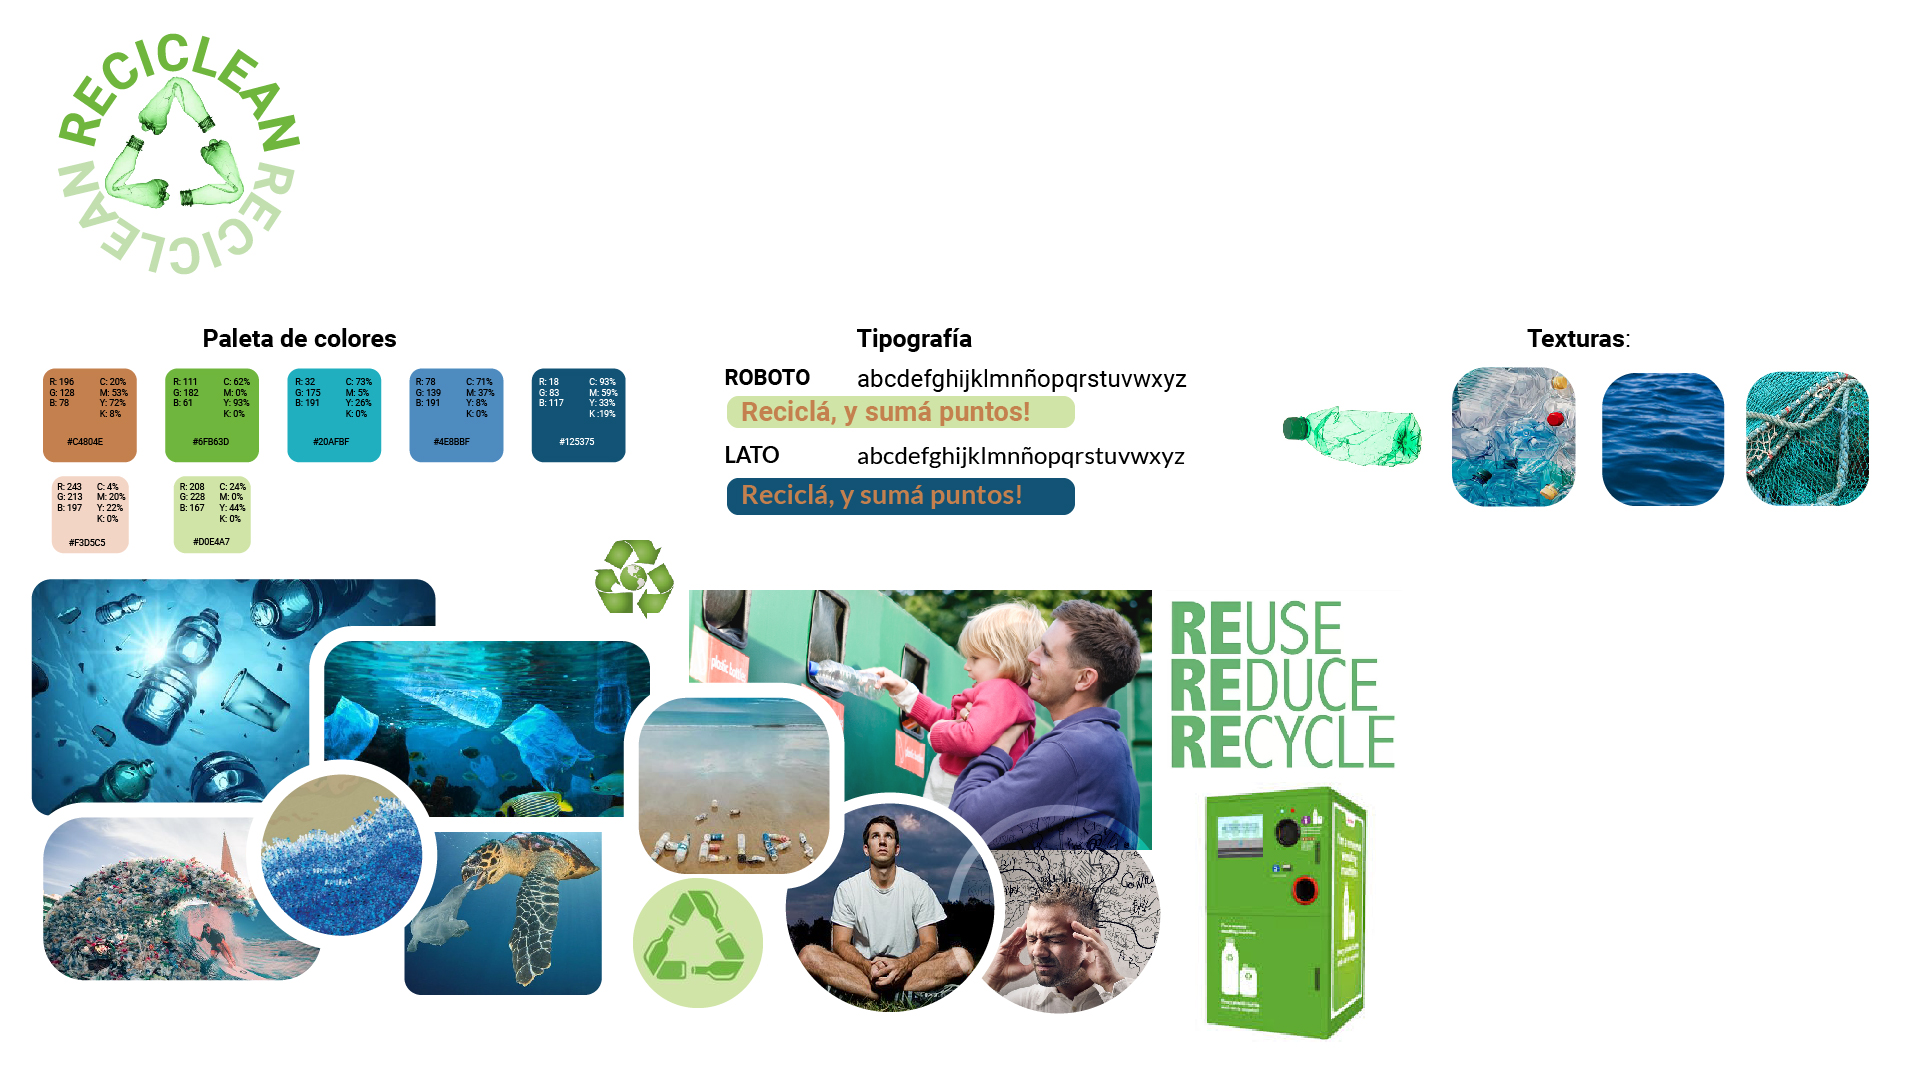 RECICLEAN
RECICLEAN
Paleta de colores
R: 196 C: 20%
G: 128 M: 53%
B: 78 Y: 72%
K: 8%
#C4804E
R: 111 C: 62%
G: 182 M: 0%
B: 61 Y: 93%
K: 0%
#6FB63D
R: 32 C: 73%
G: 175 M: 5%
B: 191 Y: 26%
K: 0%
#20AFBF
R: 78 C: 71%
G: 139 M: 37%
B: 191 Y: 8%
K: 0%
#4E8BBF
R: 18 C: 93%
G: 83 M: 59%
B: 117 Y: 33%
K :19%
#125375
R: 243 C: 4%
G: 213 M: 20%
B: 197 Y: 22%
K: 0%
#F3D5C5
R: 208 C: 24%
G: 228 M: 0%
B: 167 Y: 44%
K: 0%
#D0E4A7
Tipografía
ROBOTO abcdefghijklmnñopqrstuvwxyz
Reciclá, y sumá puntos!
LATO abcdefghijklmnñopqrstuvwxyz
Reciclá, y sumá puntos!
Texturas:
plastic bottle
HELP!
REUSE
REDUCE
RECYCLE